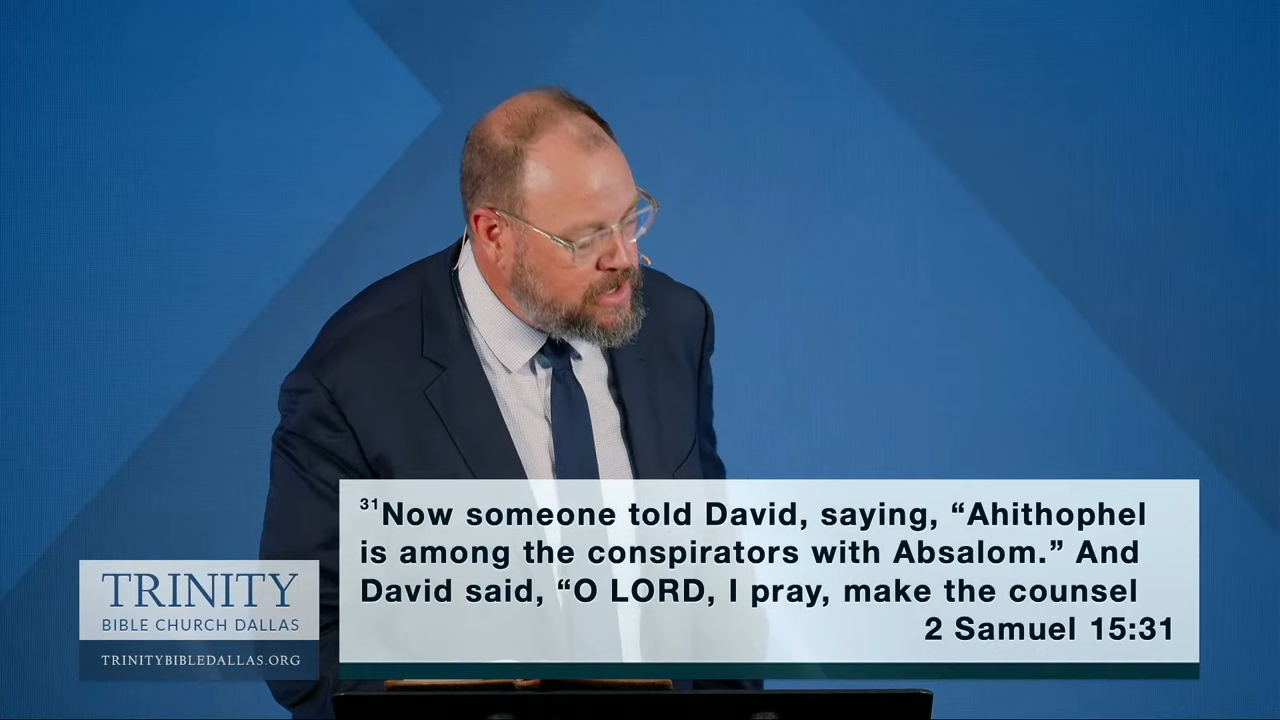 ³¹Now someone told David, saying, “Ahithophel
is among the conspirators with Absalom.” And
David said, “O LORD, I pray, make the counsel
2 Samuel 15:31
TRINITY
BIBLE CHURCH DALLAS
TRINITYBIBLEDALLAS.ORG